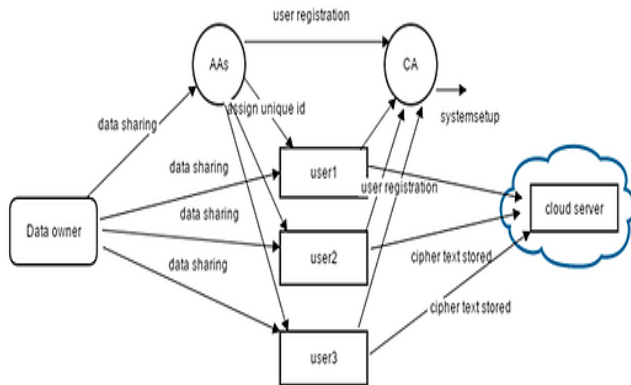 user registration
AAs
CA
assign unique id
systemsetup
data sharing
data sharing
user1
user registration
cloud server
data sharing
Data owner
user2
cipher text stored
data sharing
cipher text stored
user3